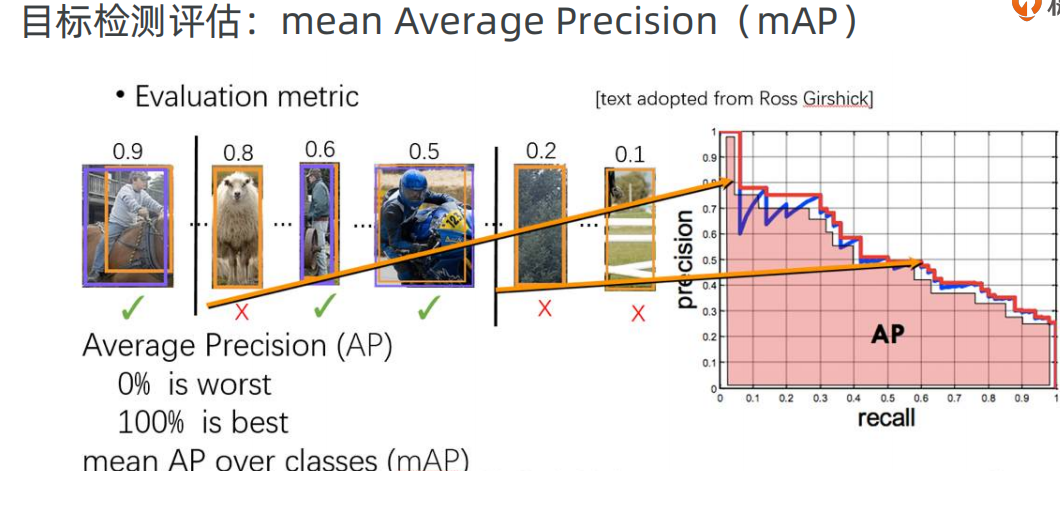 目标检测评估：mean Average Precision（mAP）
• Evaluation metric
[text adopted from Ross Girshick]
0.9 0.8 0.6 0.5 0.2 0.1
... ... ... ... ...
✓ X ✓ ✓ X X
Average Precision (AP)
0% is worst
100% is best
mean AP over classes (mAP)
precision
1
0.9
0.8
0.7
0.6
0.5
0.4
0.3
0.2
0.1
0
AP
0 0.1 0.2 0.3 0.4 0.5 0.6 0.7 0.8 0.9 1
recall